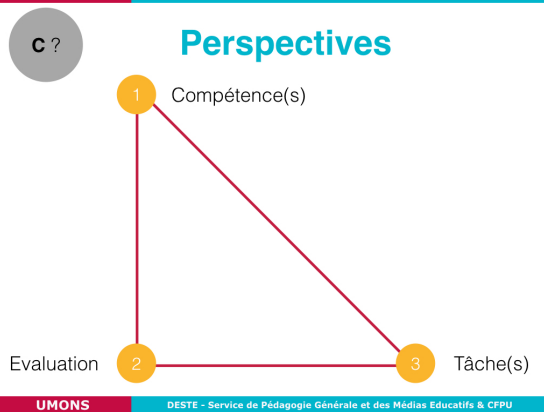 C ?
Perspectives
1 Compétence(s)
Evaluation 2 3 Tâche(s)
UMONS DESTE - Service de Pédagogie Générale et des Médias Educatifs & CFPU